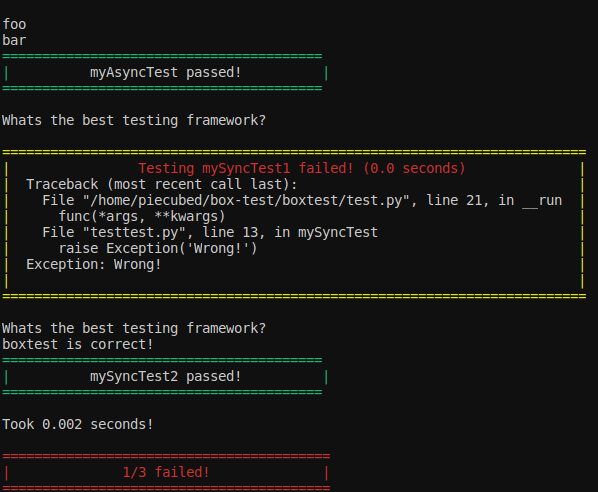 foo
bar
========================================
|          myAsyncTest passed!          |
========================================
Whats the best testing framework?
=========================================================================
|                Testing mySyncTest1 failed! (0.0 seconds)              |
|  Traceback (most recent call last):                                   |
|    File "/home/piecubed/box-test/boxtest/test.py", line 21, in __run  |
|      func(*args, **kwargs)                                            |
|    File "testtest.py", line 13, in mySyncTest                         |
|      raise Exception('Wrong!')                                        |
|  Exception: Wrong!                                                    |
|                                                                       |
=========================================================================
Whats the best testing framework?
boxtest is correct!
========================================
|          mySyncTest2 passed!          |
========================================
Took 0.002 seconds!
=========================================
|              1/3 failed!              |
=========================================